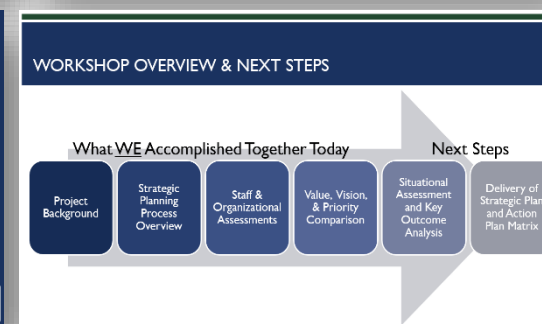 WORKSHOP OVERVIEW & NEXT STEPS
What WE Accomplished Together Today
Next Steps
Project
Background
Strategic
Planning
Process
Overview
Staff &
Organizational
Assessments
Value, Vision,
& Priority
Comparison
Situational
Assessment
and Key
Outcome
Analysis
Delivery of
Strategic Plan
and Action
Plan Matrix